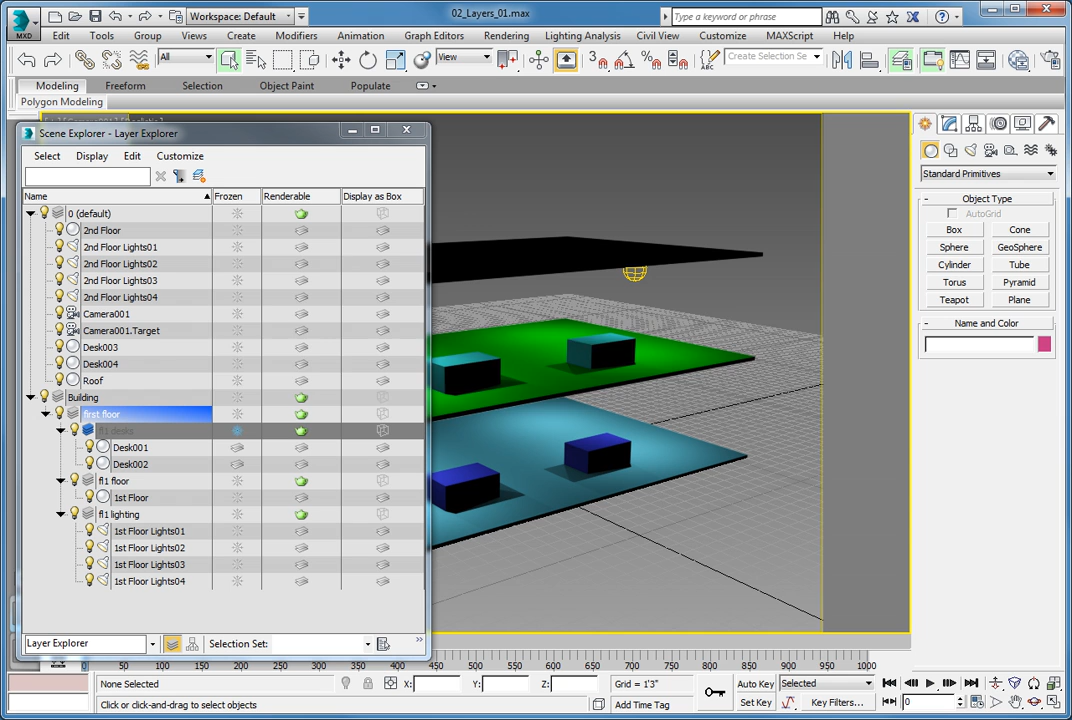 Workspace: Default
02_Layers_01.max
Type a keyword or phrase
MXD
Edit Tools Group Views Create Modifiers Animation Graph Editors Rendering Lighting Analysis Civil View Customize MAXScript Help
All View Create Selection Se
Modeling Freeform Selection Object Paint Populate
Polygon Modeling
Scene Explorer - Layer Explorer
Select Display Edit Customize
Name Frozen Renderable Display as Box
0 (default)
2nd Floor
2nd Floor Lights01
2nd Floor Lights02
2nd Floor Lights03
2nd Floor Lights04
Camera001
Camera001.Target
Desk003
Desk004
Roof
Building
first floor
fl1 desks
Desk001
Desk002
fl1 floor
1st Floor
fl1 lighting
1st Floor Lights01
1st Floor Lights02
1st Floor Lights03
1st Floor Lights04
Layer Explorer Selection Set:
Standard Primitives
- Object Type
AutoGrid
Box Cone
Sphere GeoSphere
Cylinder Tube
Torus Pyramid
Teapot Plane
- Name and Color
50 100 150 200 250 300 350 400 450 500 550 600 650 700 750 800 850 900 950 1000
None Selected X: Y: Z: Grid = 1'3" Auto Key Selected
Click or click-and-drag to select objects Add Time Tag Set Key Key Filters... 0